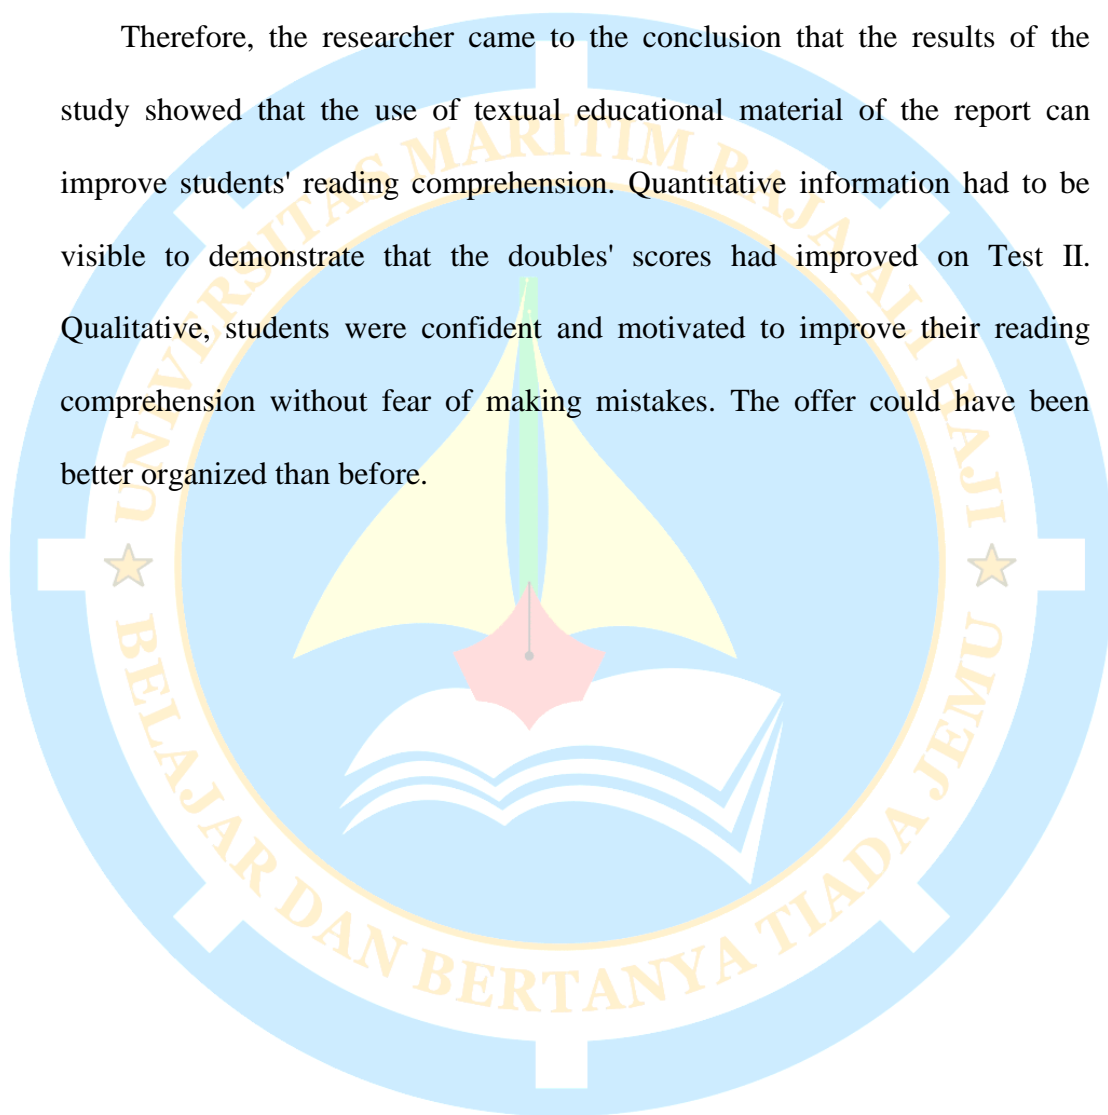 Therefore, the researcher came to the conclusion that the results of the
study showed that the use of textual educational material of the report can
improve students' reading comprehension. Quantitative information had to be
visible to demonstrate that the doubles' scores had improved on Test II.
Qualitative, students were confident and motivated to improve their reading
comprehension without fear of making mistakes. The offer could have been
better organized than before.
UNIVERSITAS MARITIM RAJA ALI HAJI
BELAJAR DAN BERTANYA TIADA JEMU